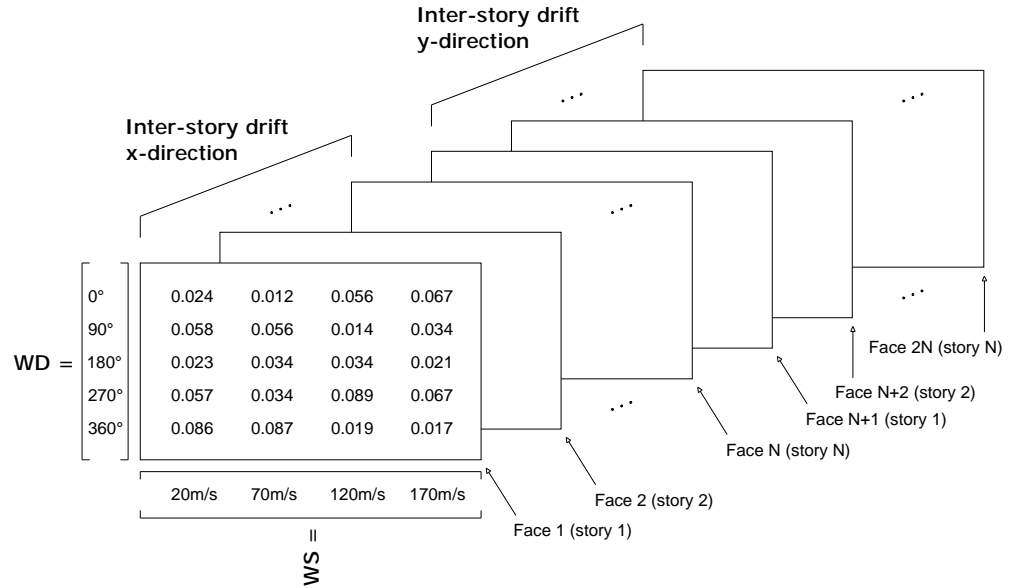 Inter-story drift
y-direction
Inter-story drift
x-direction
WD =
0° 0.024 0.012 0.056 0.067
90° 0.058 0.056 0.014 0.034
180° 0.023 0.034 0.034 0.021
270° 0.057 0.034 0.089 0.067
360° 0.086 0.087 0.019 0.017
20m/s 70m/s 120m/s 170m/s
WS =
Face 1 (story 1)
Face 2 (story 2)
Face N (story N)
Face N+1 (story 1)
Face N+2 (story 2)
Face 2N (story N)